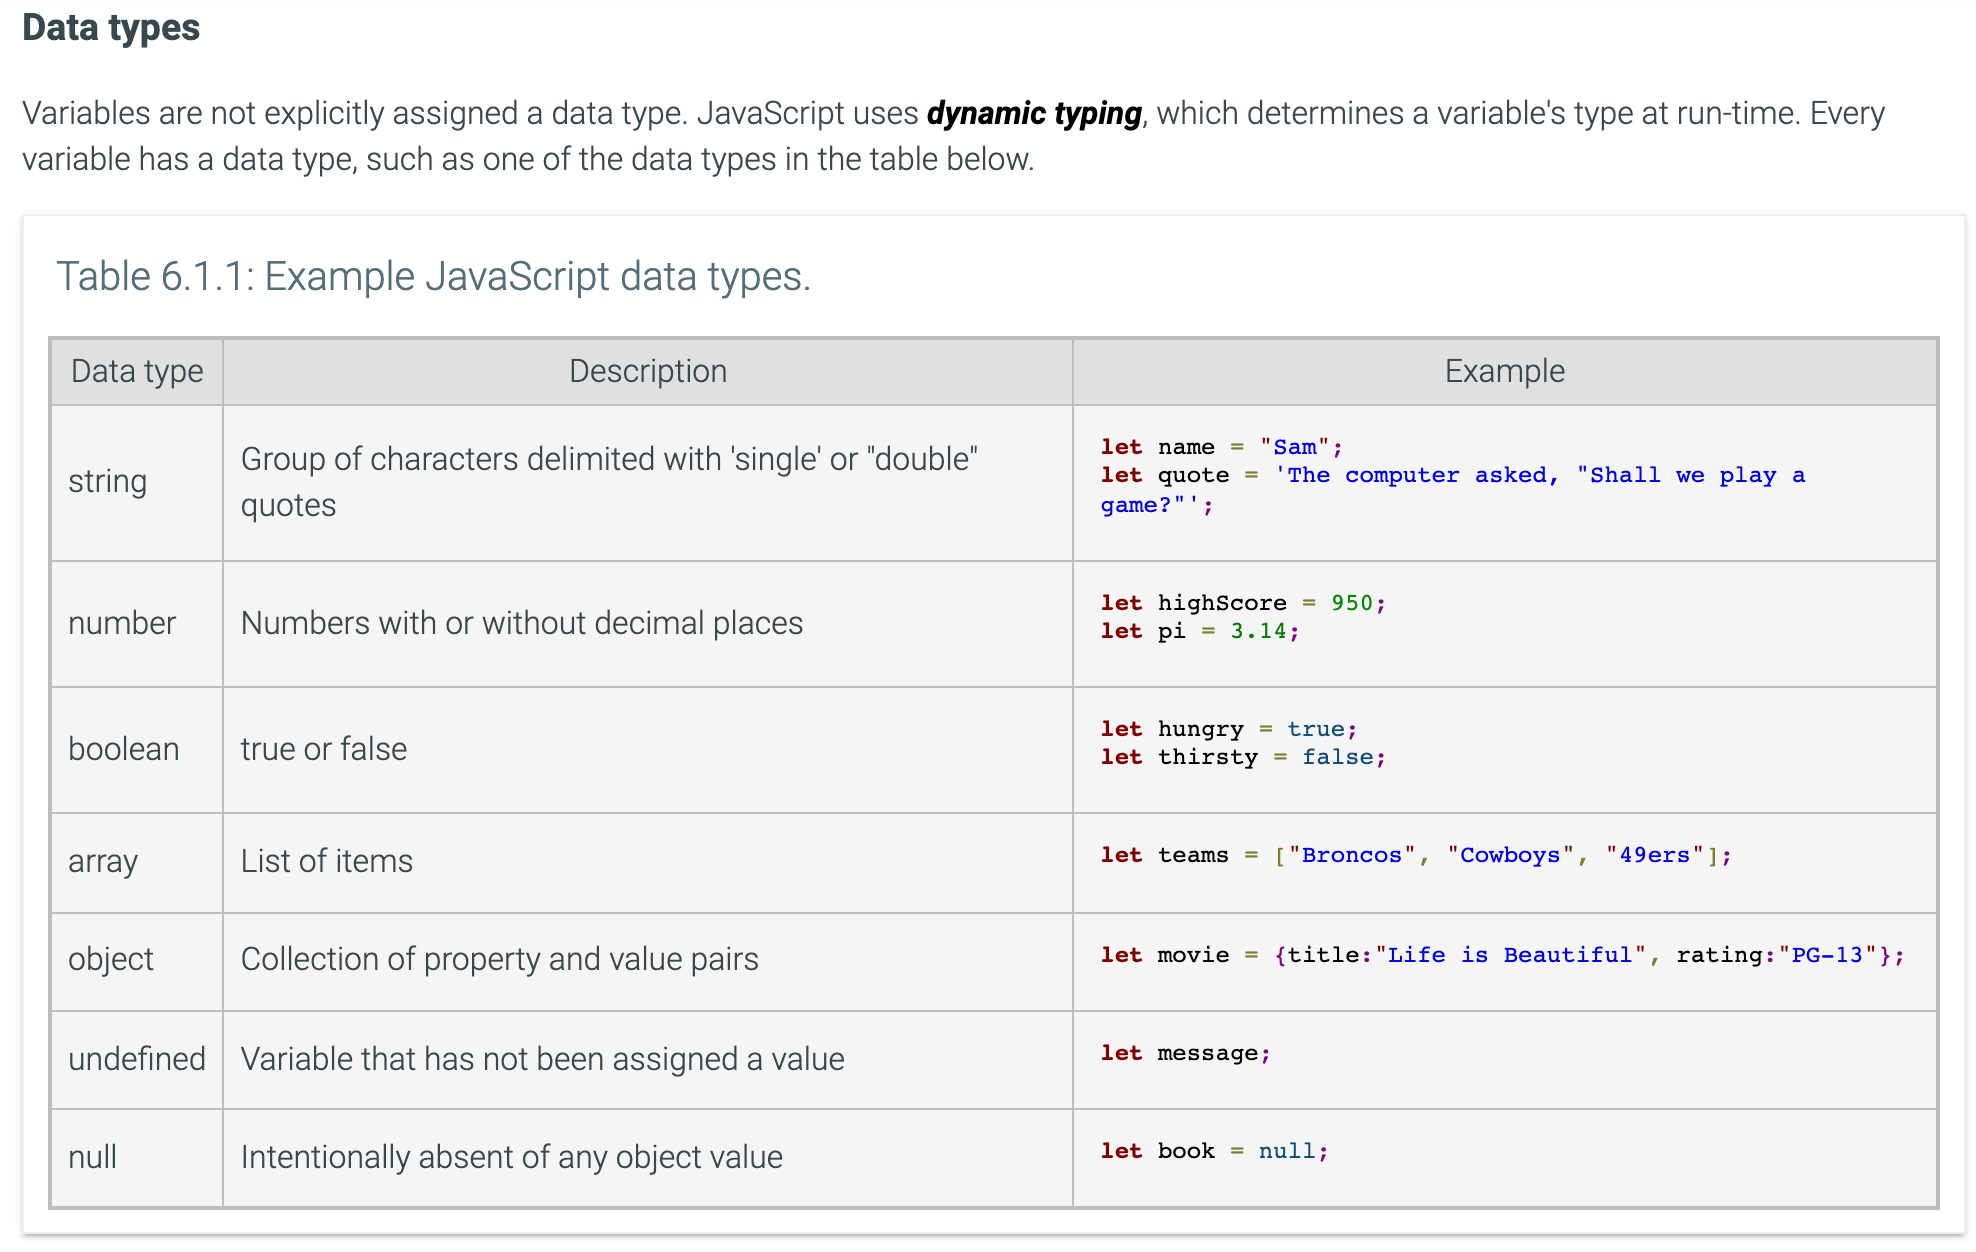 Data types
Variables are not explicitly assigned a data type. JavaScript uses dynamic typing, which determines a variable's type at run-time. Every
variable has a data type, such as one of the data types in the table below.
Table 6.1.1: Example JavaScript data types.
Data type Description Example
string
Group of characters delimited with 'single' or "double"
quotes
let name = "Sam";
let quote = 'The computer asked, "Shall we play a
game?"';
number
Numbers with or without decimal places
let highScore = 950;
let pi = 3.14;
boolean
true or false
let hungry = true;
let thirsty = false;
array
List of items
let teams = ["Broncos", "Cowboys", "49ers"];
object
Collection of property and value pairs
let movie = {title:"Life is Beautiful", rating:"PG-13"};
undefined
Variable that has not been assigned a value
let message;
null
Intentionally absent of any object value
let book = null;